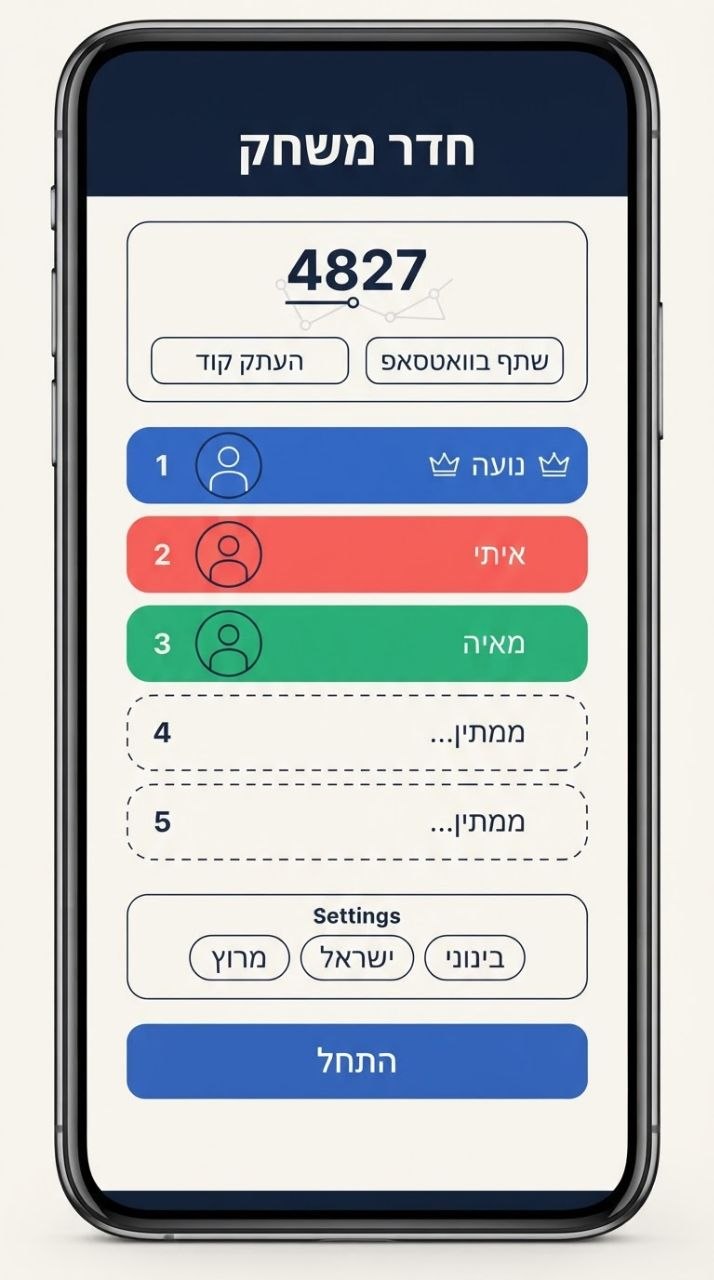 חדר משחק
4827
שתף בוואטסאפ העתק קוד
נועה 1
איתי 2
מאיה 3
ממתין... 4
ממתין... 5
Settings
בינוני ישראל מרוץ
התחל